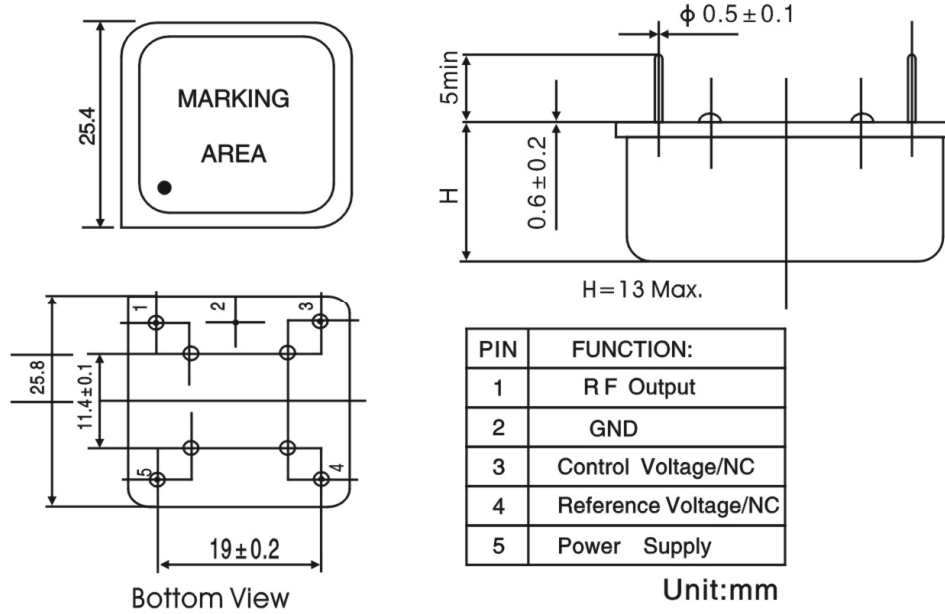 25.4
MARKING
AREA
ϕ 0.5±0.1
5min
H
0.6±0.2
H=13 Max.
1
2
3
25.8
11.4±0.1
5
4
19±0.2
Bottom View
PIN FUNCTION:
1 RF Output
2 GND
3 Control Voltage/NC
4 Reference Voltage/NC
5 Power Supply
Unit:mm